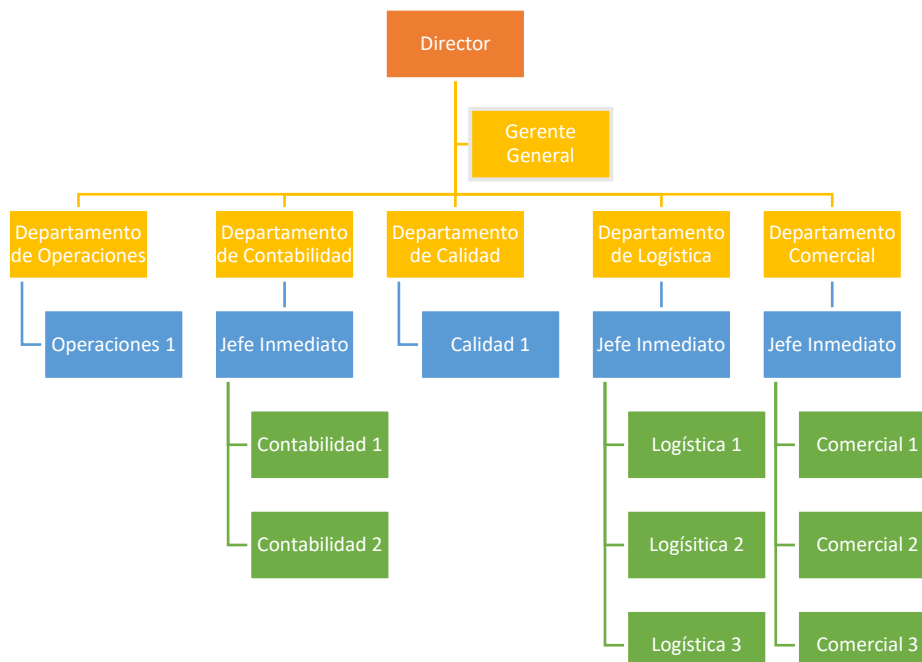 Director
Gerente
General
Departamento
de Operaciones
Departamento
de Contabilidad
Departamento
de Calidad
Departamento
de Logística
Departamento
Comercial
Operaciones 1
Jefe Inmediato
Calidad 1
Jefe Inmediato
Jefe Inmediato
Contabilidad 1
Logística 1
Comercial 1
Contabilidad 2
Logísitica 2
Comercial 2
Logística 3
Comercial 3